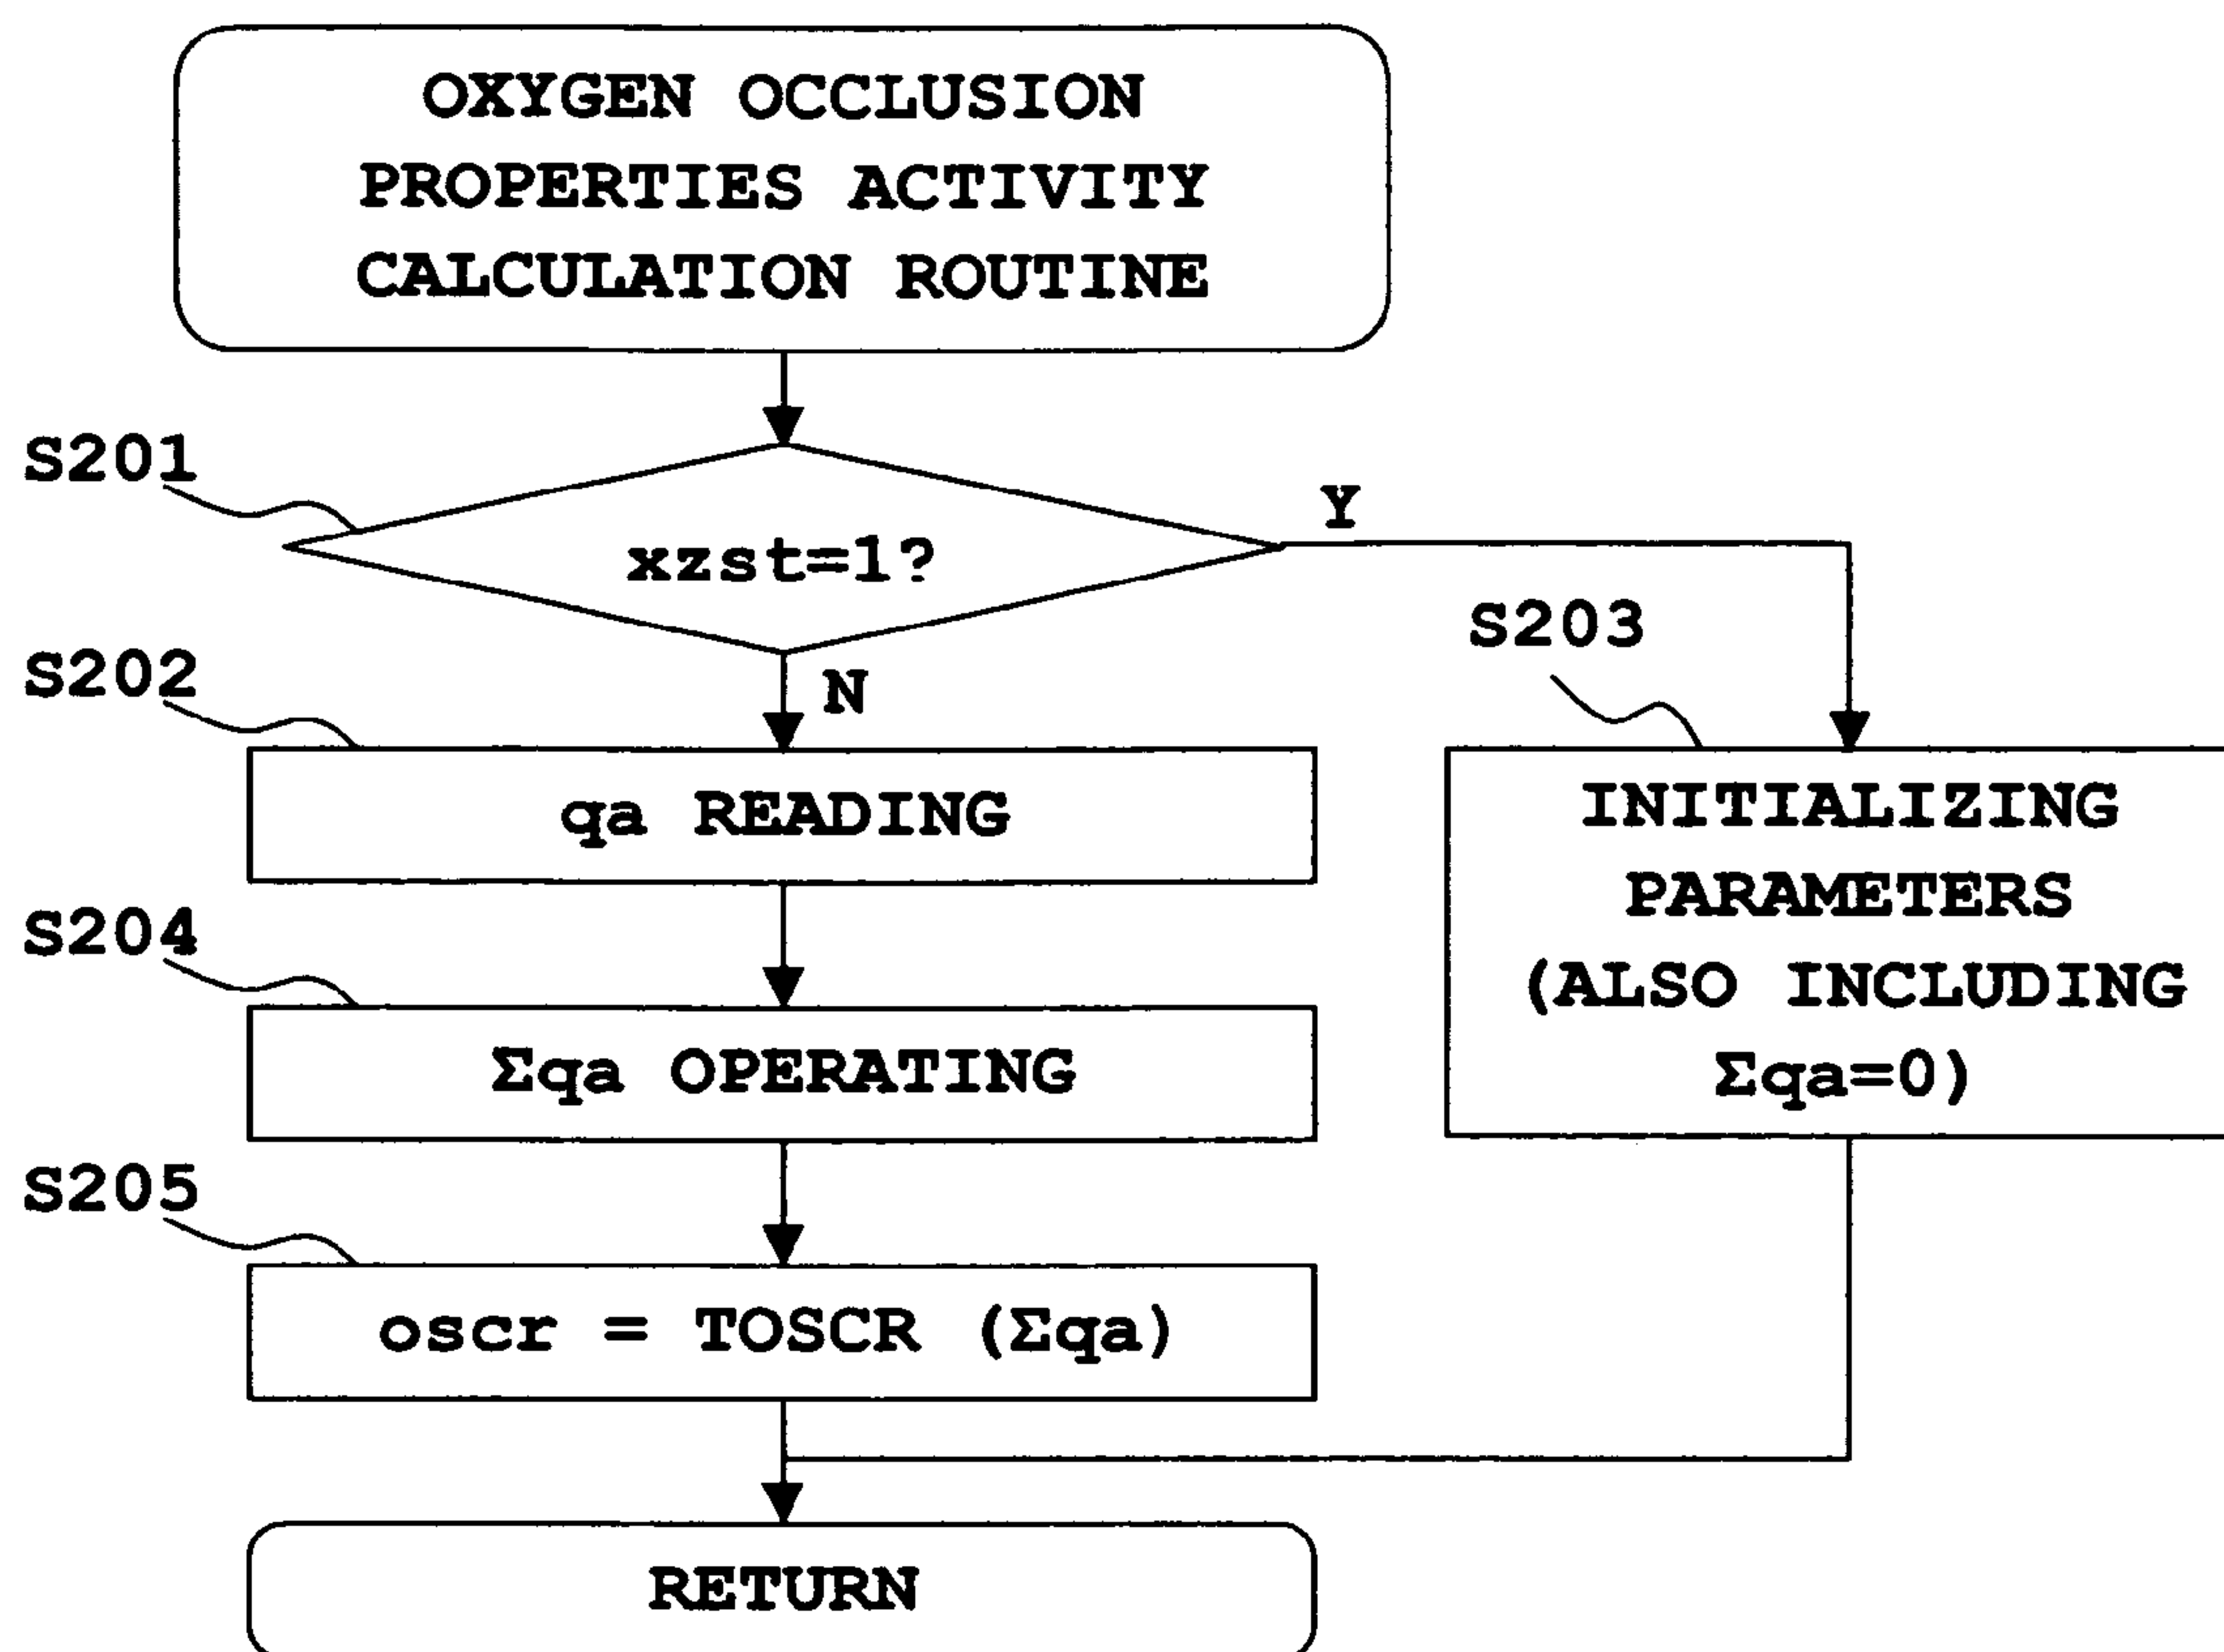 OXYGEN OCCLUSION
PROPERTIES ACTIVITY
CALCULATION ROUTINE
S201
xzst=1?
Y
N
S202
qa READING
S203
INITIALIZING
PARAMETERS
(ALSO INCLUDING
Σqa=0)
S204
Σqa OPERATING
S205
oscr = TOSCR (Σqa)
RETURN